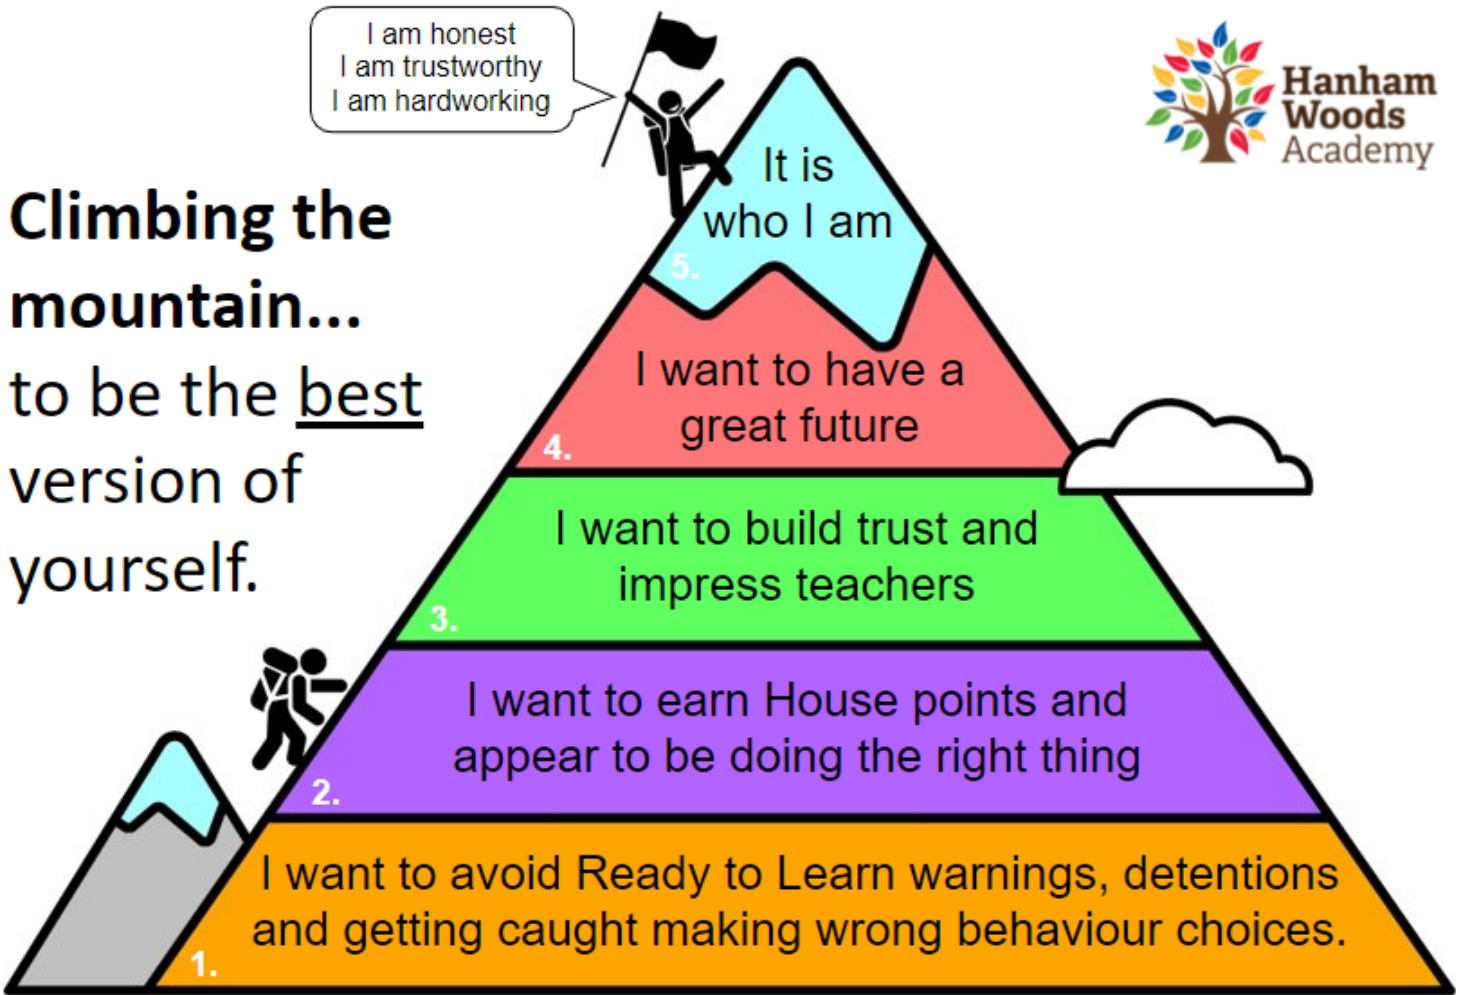 I am honest
I am trustworthy
I am hardworking
Hanham
Woods
Academy
Climbing the
mountain...
to be the best
version of
yourself.
It is
who I am
5.
I want to have a
great future
4.
I want to build trust and
impress teachers
3.
I want to earn House points and
appear to be doing the right thing
2.
I want to avoid Ready to Learn warnings, detentions
and getting caught making wrong behaviour choices.
1.